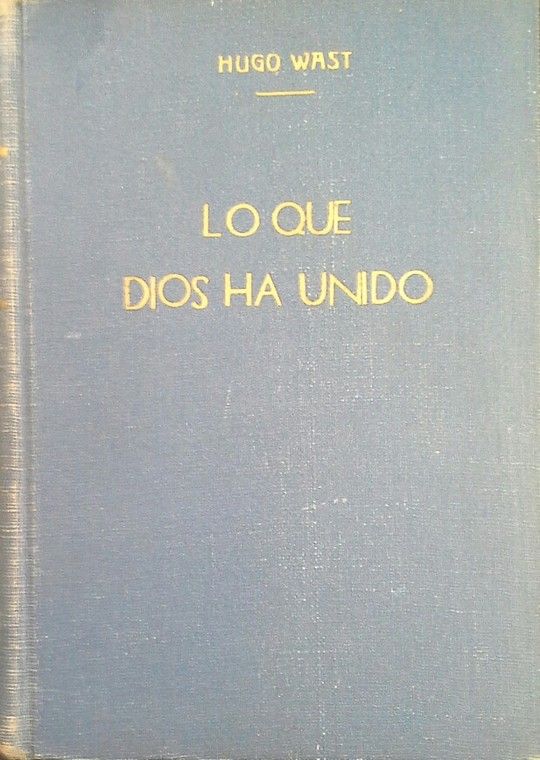 HUGO WAST
LO QUE
DIOS HA UNIDO